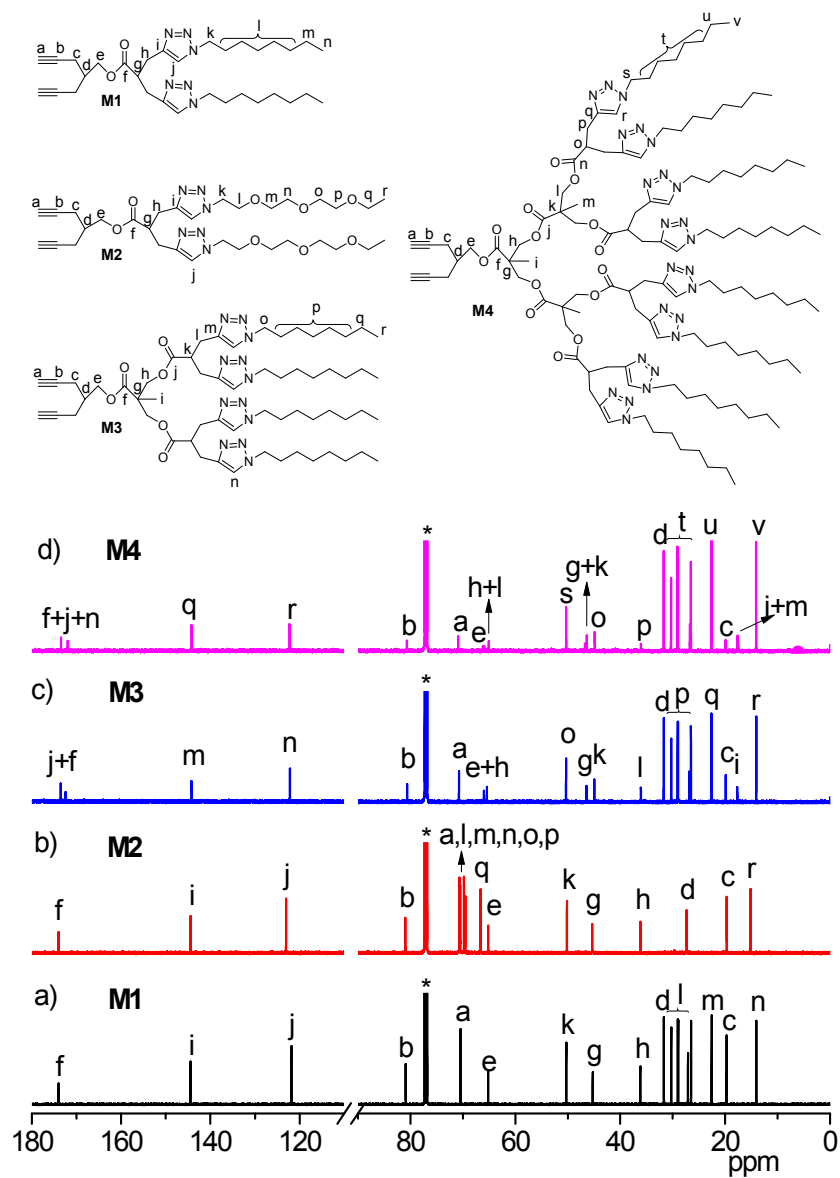 a b c d e f g h i j k l m n
O O N N N N N N
M1
a b c d e f g h i j k l m n o p q r
O O N N N N N N O O O O O O
M2
a b c d e f g h i j k l m n o p q r
M3
a b c d e f g h i j k l m n o p q r s t u v
M4
d) M4
f+j+n q r b * a e h+l s g+k o p d t u c i+m v
c) M3
j+f m n b * a e+h o g k l d p q c i r
b) M2
f i j b * a,l,m,n,o,p q e k g h d c r
a) M1
f i j b * a e k g h d l m c n
180 160 140 120 80 60 40 20 0
ppm